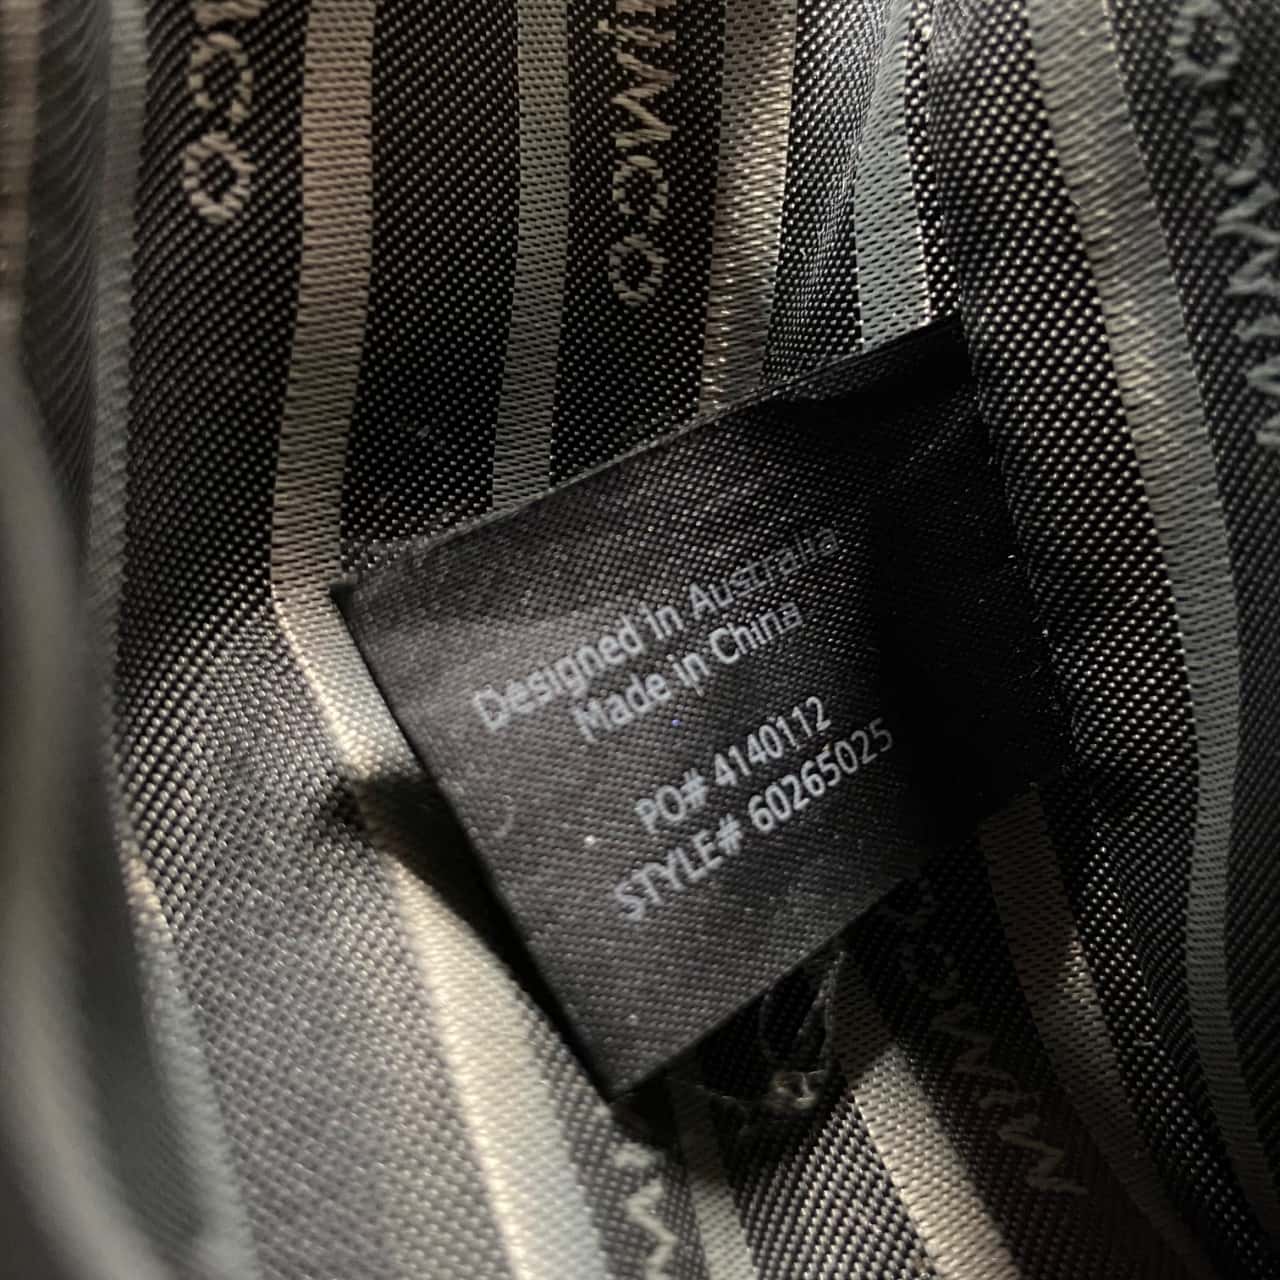 Designed in Australia
Made in China
PO# 4140112
STYLE# 60265025